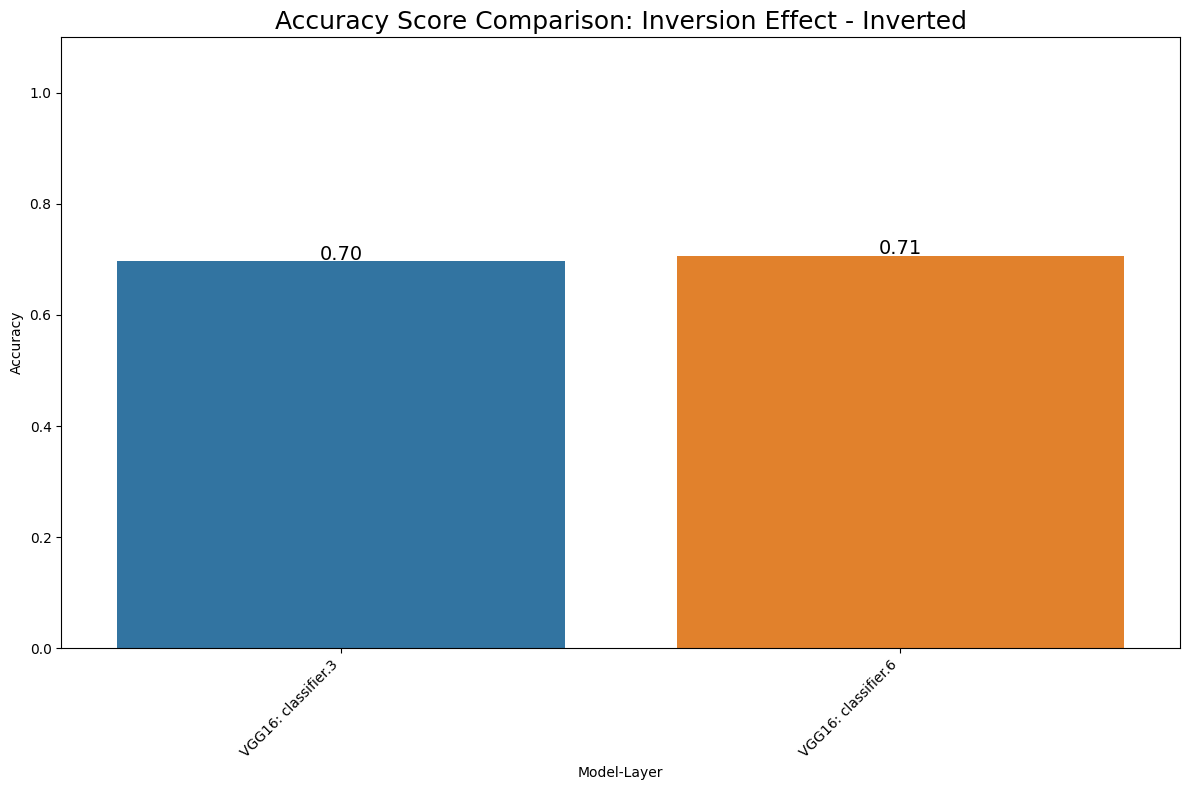 Accuracy Score Comparison: Inversion Effect - Inverted
Accuracy
1.0
0.8
0.6
0.4
0.2
0.0
0.70
0.71
VGG16: classifier.3
VGG16: classifier.6
Model-Layer